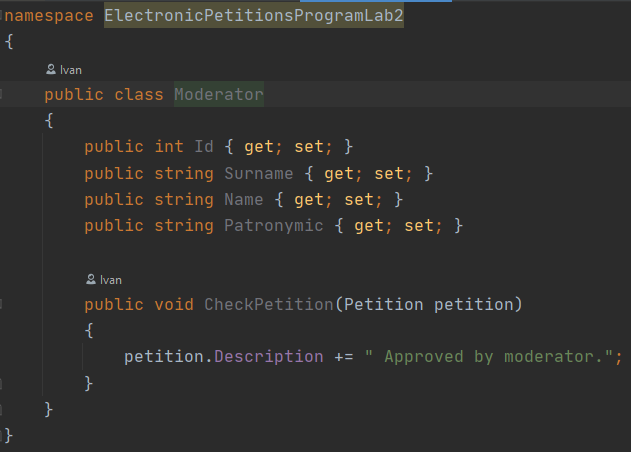 namespace ElectronicPetitionsProgramLab2
{
Ivan
public class Moderator
{
public int Id { get; set; }
public string Surname { get; set; }
public string Name { get; set; }
public string Patronymic { get; set; }
Ivan
public void CheckPetition(Petition petition)
{
petition.Description += " Approved by moderator.";
}
}
}